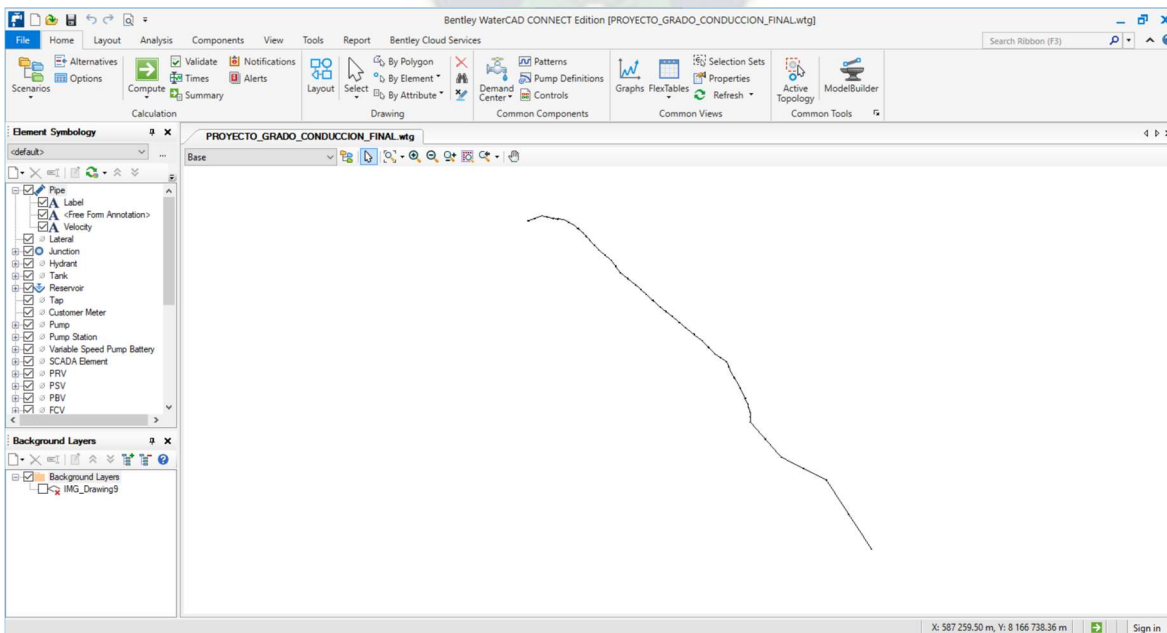 Bentley WaterCAD CONNECT Edition [PROYECTO_GRADO_CONDUCCION_FINAL.wtg]
File Home Layout Analysis Components View Tools Report Bentley Cloud Services Search Ribbon (F3)
Scenarios
Alternatives
Options
Compute
Validate
Times
Summary
Notifications
Alerts
Calculation
Layout
Select
By Polygon
By Element
By Attribute
Drawing
Demand Center
Patterns
Pump Definitions
Controls
Common Components
Graphs
FlexTables
Selection Sets
Properties
Refresh
Common Views
Active Topology
ModelBuilder
Common Tools
Element Symbology
<default>
...
Pipe
Label
<Free Form Annotation>
Velocity
Lateral
Junction
Hydrant
Tank
Reservoir
Tap
Customer Meter
Pump
Pump Station
Variable Speed Pump Battery
SCADA Element
PRV
PSV
PBV
FCV
Background Layers
Background Layers
IMG_Drawing9
PROYECTO_GRADO_CONDUCCION_FINAL.wtg
Base
X: 587 259.50 m, Y: 8 166 738.36 m
Sign in